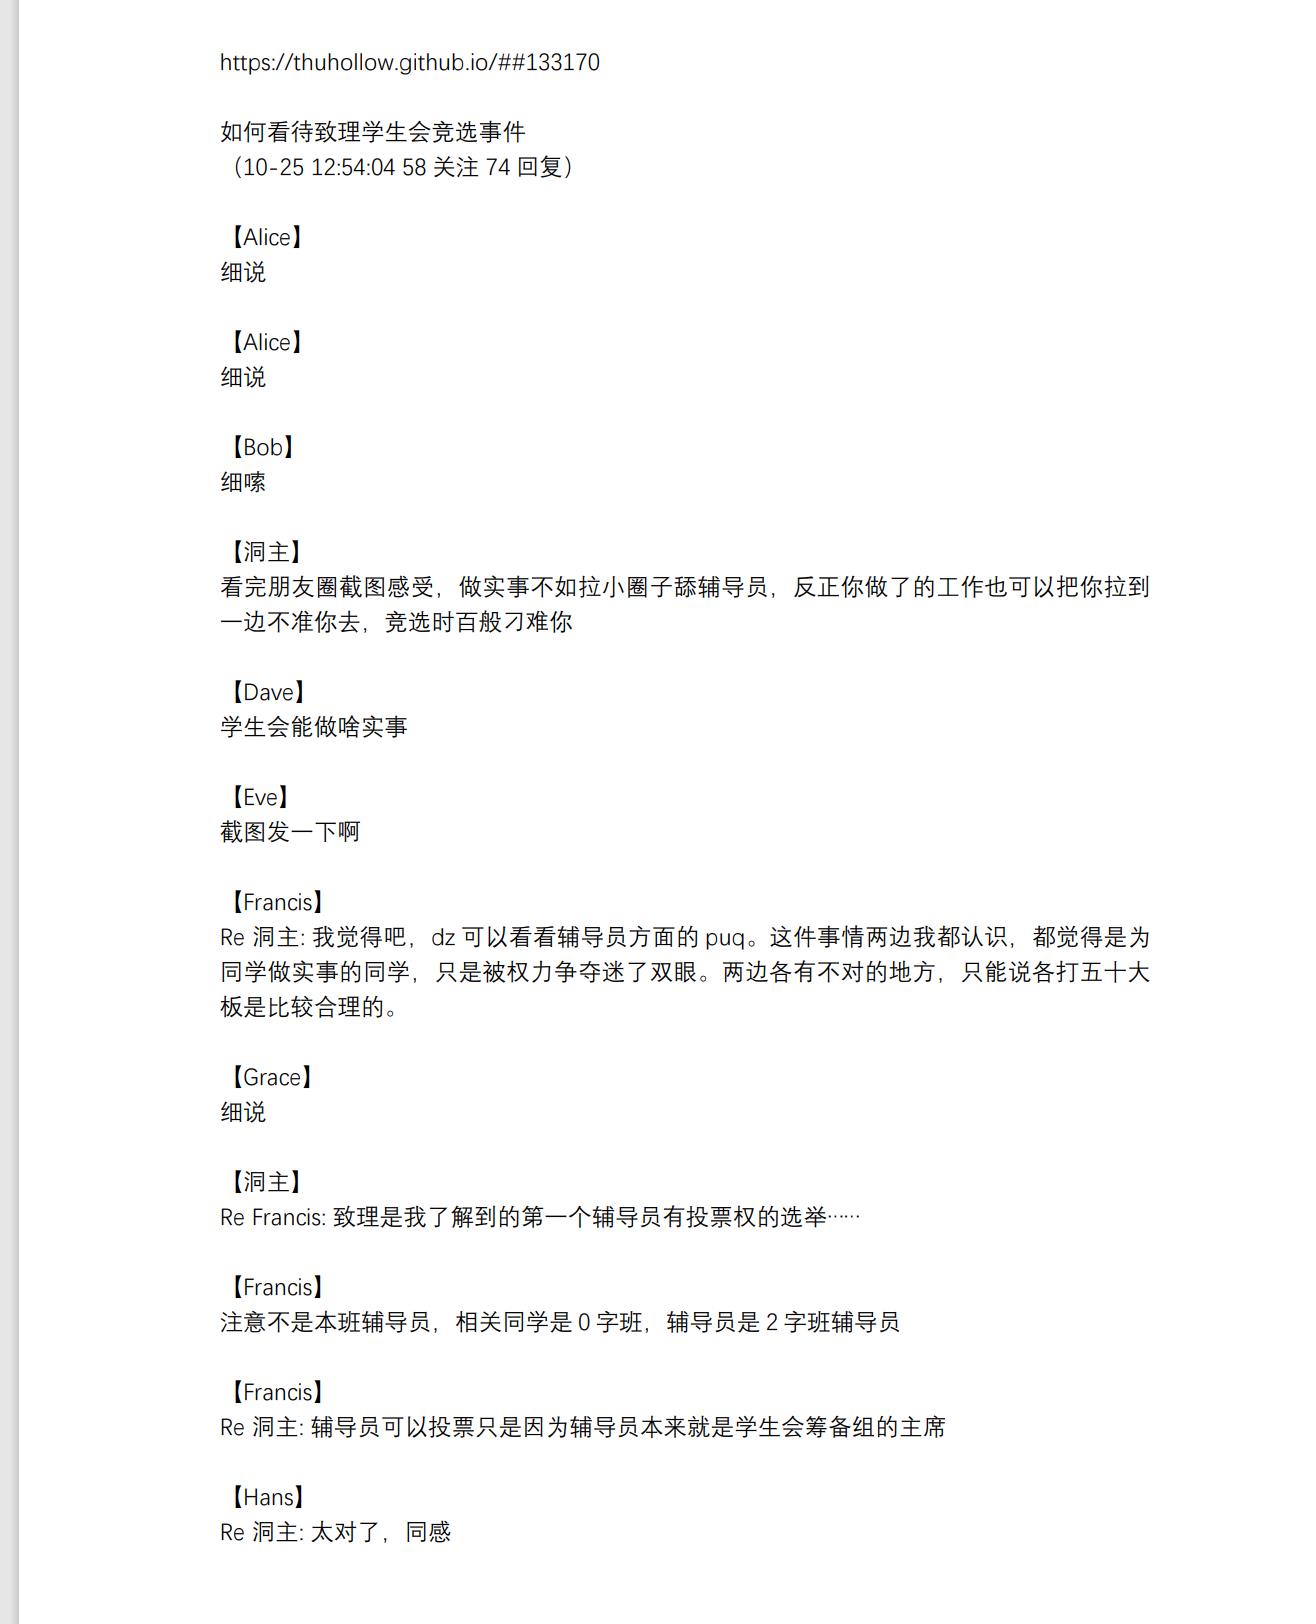 https://thuhollow.github.io/##133170
如何看待致理学生会竞选事件
（10-25 12:54:04 58 关注 74 回复）
【Alice】
细说
【Alice】
细说
【Bob】
细嗦
【洞主】
看完朋友圈截图感受，做实事不如拉小圈子舔辅导员，反正你做了的工作也可以把你拉到
一边不准你去，竞选时百般刁难你
【Dave】
学生会能做啥实事
【Eve】
截图发一下啊
【Francis】
Re 洞主: 我觉得吧，dz 可以看看辅导员方面的 puq。这件事情两边我都认识，都觉得是为
同学做实事的同学，只是被权力争夺迷了双眼。两边各有不对的地方，只能说各打五十大
板是比较合理的。
【Grace】
细说
【洞主】
Re Francis: 致理是我了解到的第一个辅导员有投票权的选举……
【Francis】
注意不是本班辅导员，相关同学是 0 字班，辅导员是 2 字班辅导员
【Francis】
Re 洞主: 辅导员可以投票只是因为辅导员本来就是学生会筹备组的主席
【Hans】
Re 洞主: 太对了，同感